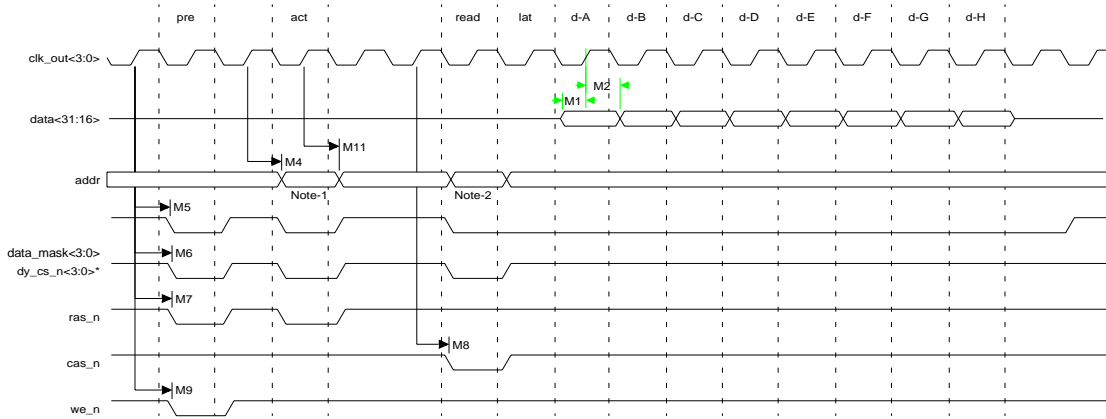 pre act read lat d-A d-B d-C d-D d-E d-F d-G d-H
clk_out<3:0>
M2
M1
data<31:16>
M11
M4
addr
Note-1 Note-2
M5
data_mask<3:0> M6
dy_cs_n<3:0>*
M7
ras_n
M8
cas_n
M9
we_n